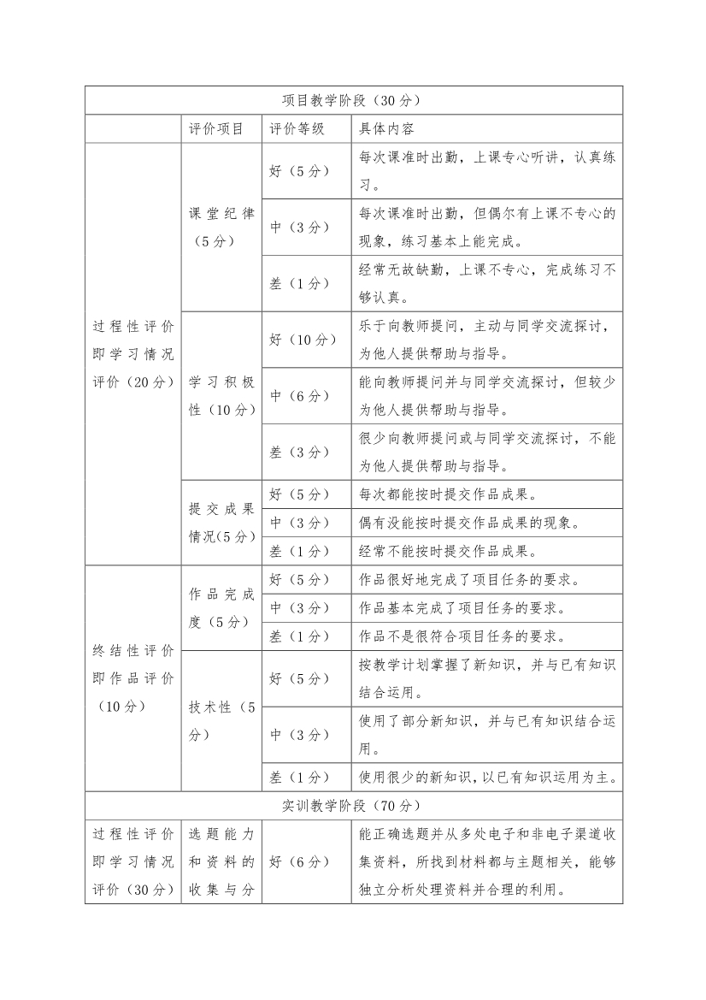 项目教学阶段（30 分）
评价项目 评价等级 具体内容
过程性评价
即学习情况
评价（20 分）
课堂纪律
（5 分）
好（5 分）
每次课准时出勤，上课专心听讲，认真练
习。
中（3 分）
每次课准时出勤，但偶尔有上课不专心的
现象，练习基本上能完成。
差（1 分）
经常无故缺勤，上课不专心，完成练习不
够认真。
学习积极
性（10 分）
好（10 分）
乐于向教师提问，主动与同学交流探讨，
为他人提供帮助与指导。
中（6 分）
能向教师提问并与同学交流探讨，但较少
为他人提供帮助与指导。
差（3 分）
很少向教师提问或与同学交流探讨，不能
为他人提供帮助与指导。
提交成果
情况（5 分）
好（5 分） 每次都能按时提交作品成果。
中（3 分） 偶有没能按时提交作品成果的现象。
差（1 分） 经常不能按时提交作品成果。
终结性评价
即作品评价
（10 分）
作品完成
度（5 分）
好（5 分） 作品很好地完成了项目任务的要求。
中（3 分） 作品基本完成了项目任务的要求。
差（1 分） 作品不是很符合项目任务的要求。
技术性（5
分）
好（5 分）
按教学计划掌握了新知识，并与已有知识
结合运用。
中（3 分）
使用了部分新知识，并与已有知识结合运
用。
差（1 分） 使用很少的新知识，以已有知识运用为主。
实训教学阶段（70 分）
过程性评价
即学习情况
评价（30 分）
选题能力
和资料的
收集与分
好（6 分）
能正确选题并从多处电子和非电子渠道收
集资料，所找到材料都与主题相关，能够
独立分析处理资料并合理的利用。